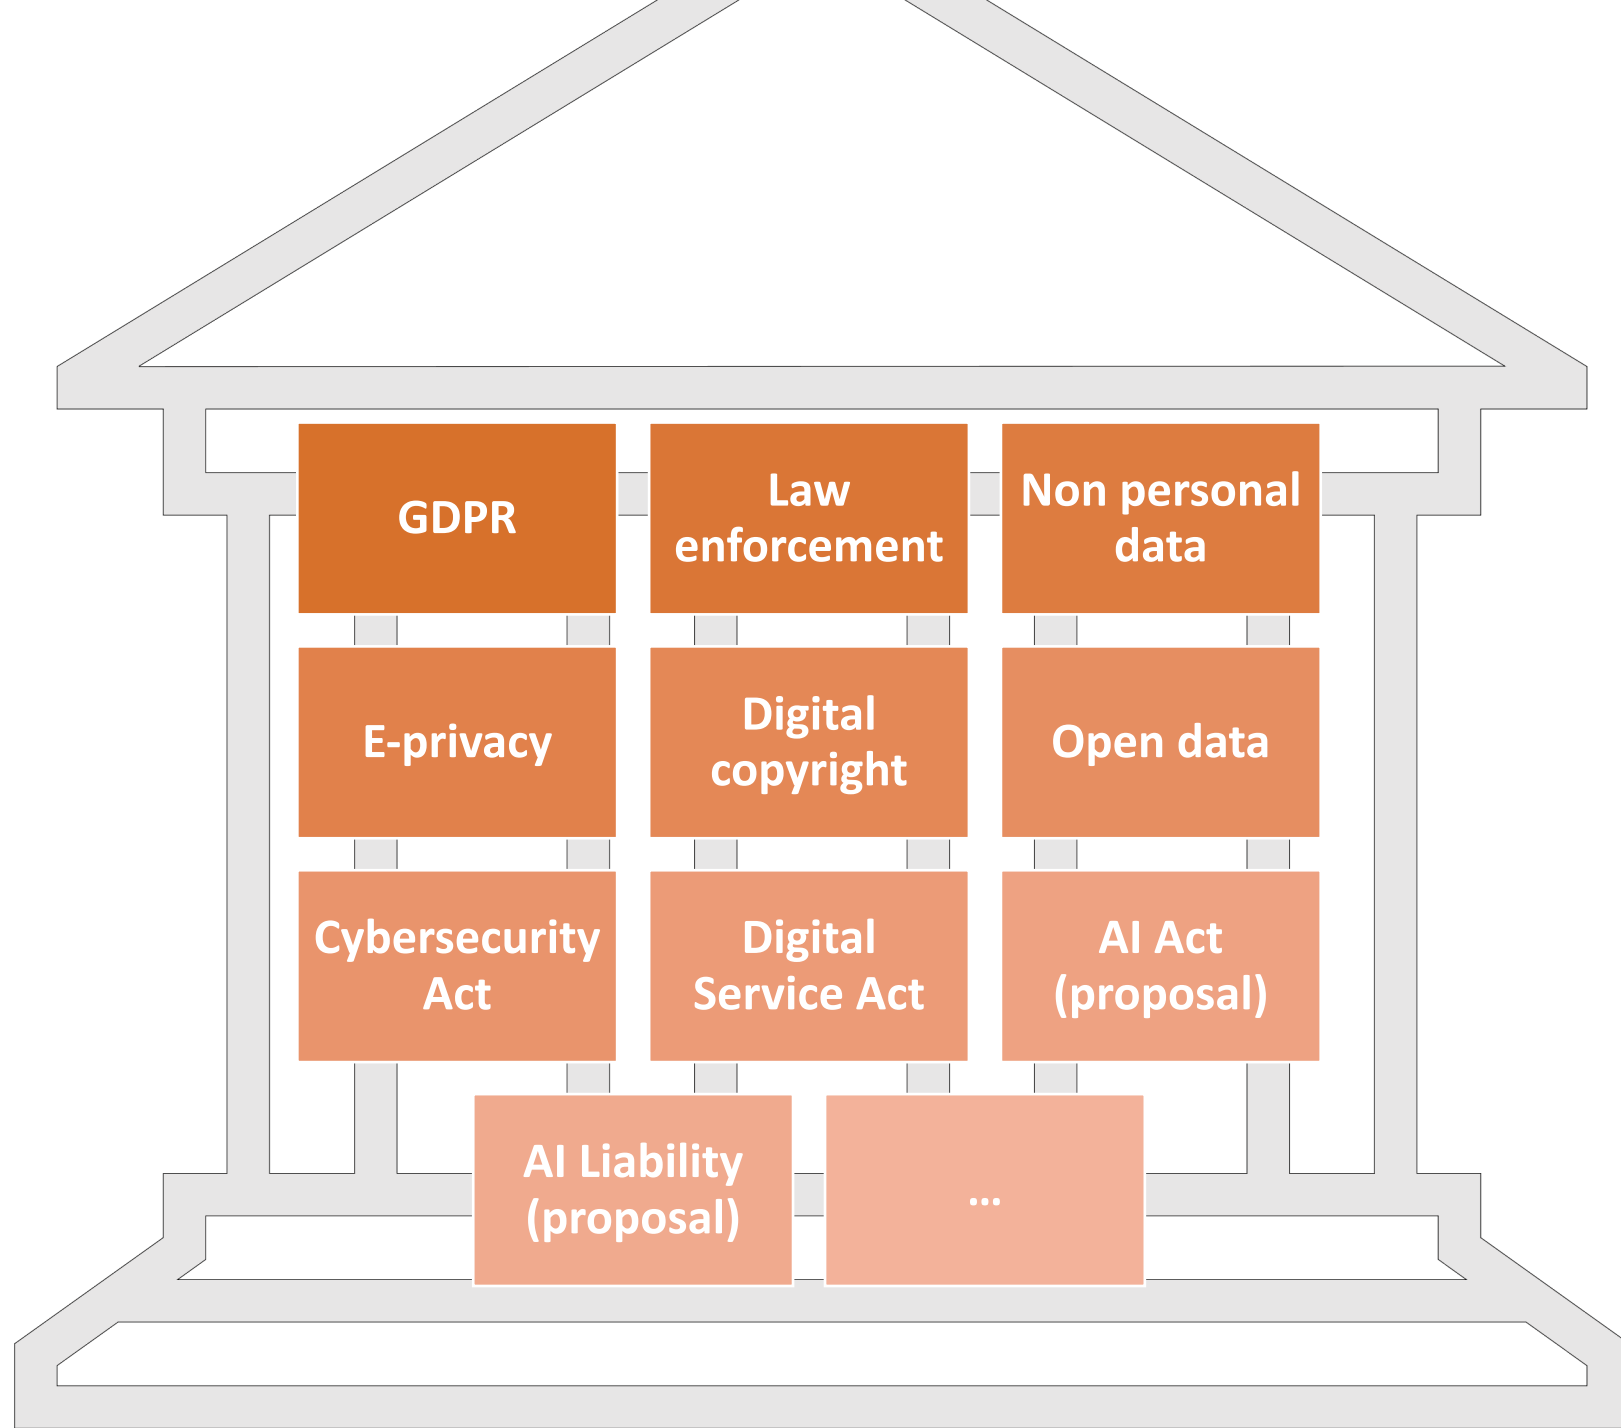 GDPR
Law
enforcement
Non personal
data
E-privacy
Digital
copyright
Open data
Cybersecurity
Act
Digital
Service Act
AI Act
(proposal)
AI Liability
(proposal)
...